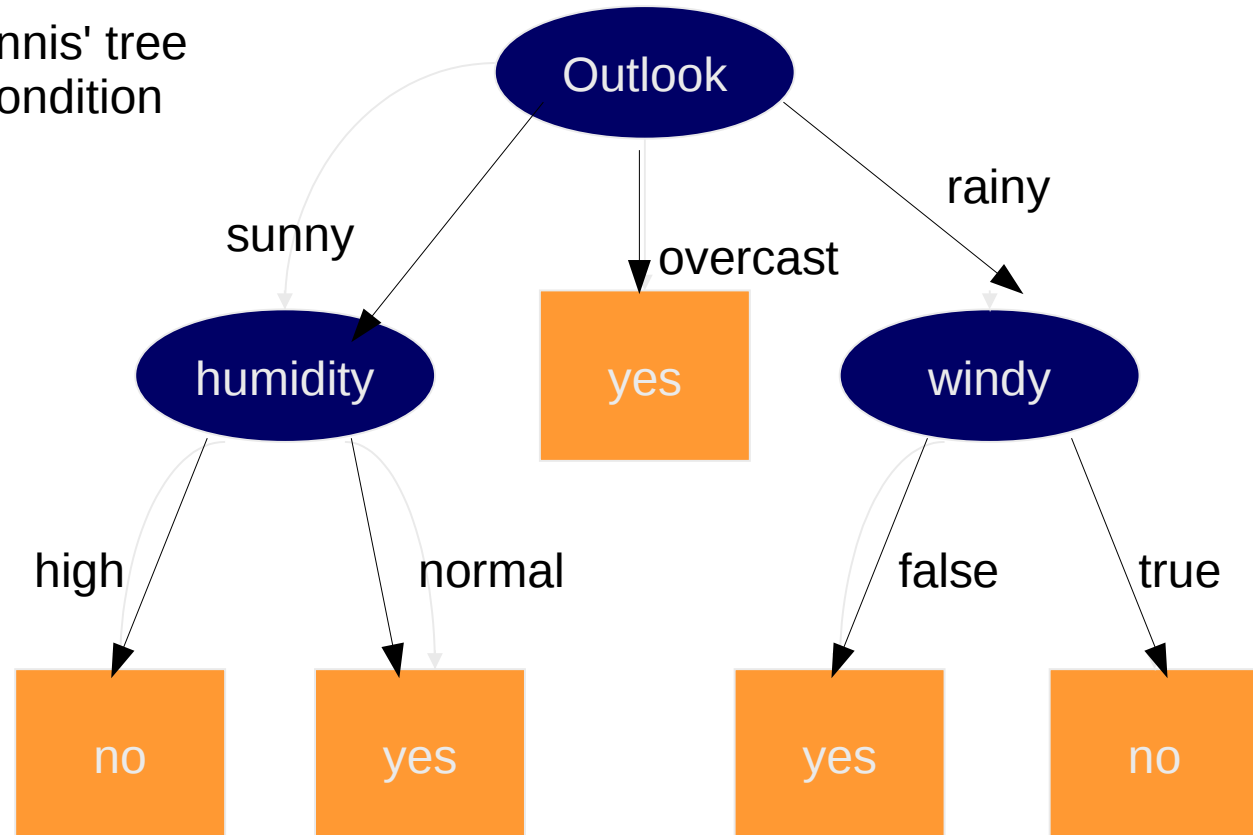 nnis' tree
ondition
Outlook
sunny
overcast
rainy
humidity
yes
windy
high
normal
false
true
no
yes
yes
no